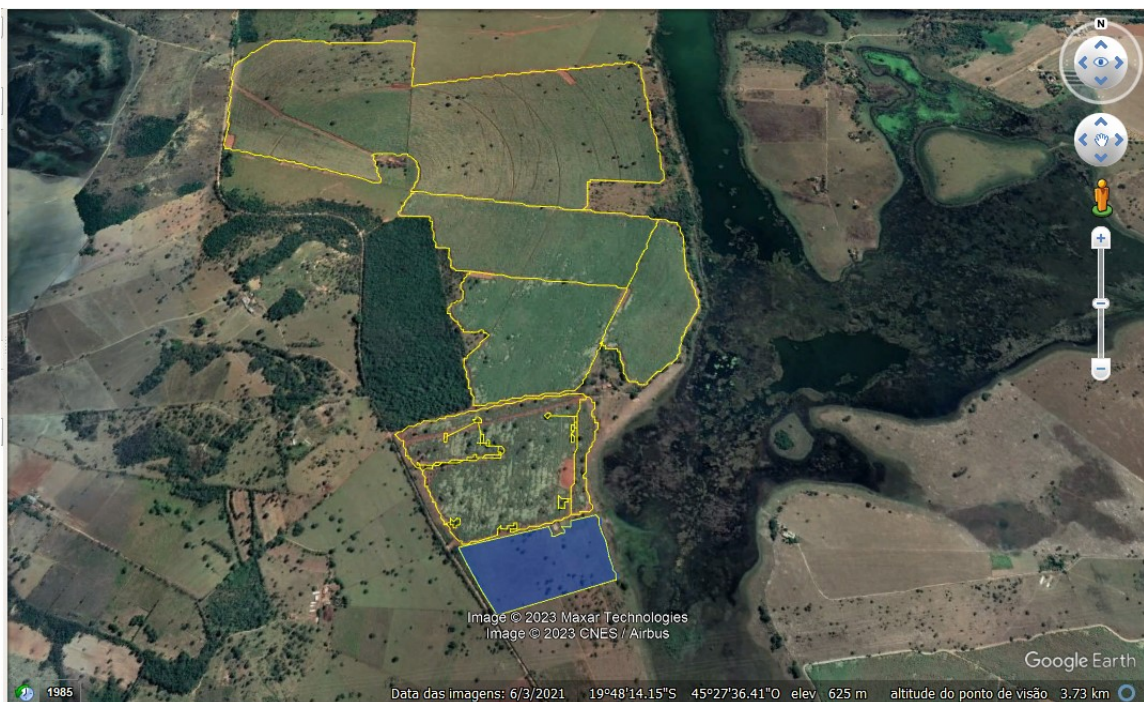 N
Image © 2023 Maxar Technologies
Image © 2023 CNES / Airbus
Google Earth
1985
Data das imagens: 6/3/2021 19°48'14.15"S 45°27'36.41"O elev 625 m altitude do ponto de visão 3.73 km